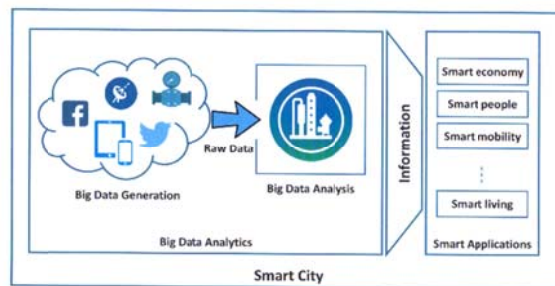 Raw Data
Big Data Generation
Big Data Analysis
Big Data Analytics
Information
Smart economy
Smart people
Smart mobility
Smart living
Smart Applications
Smart City